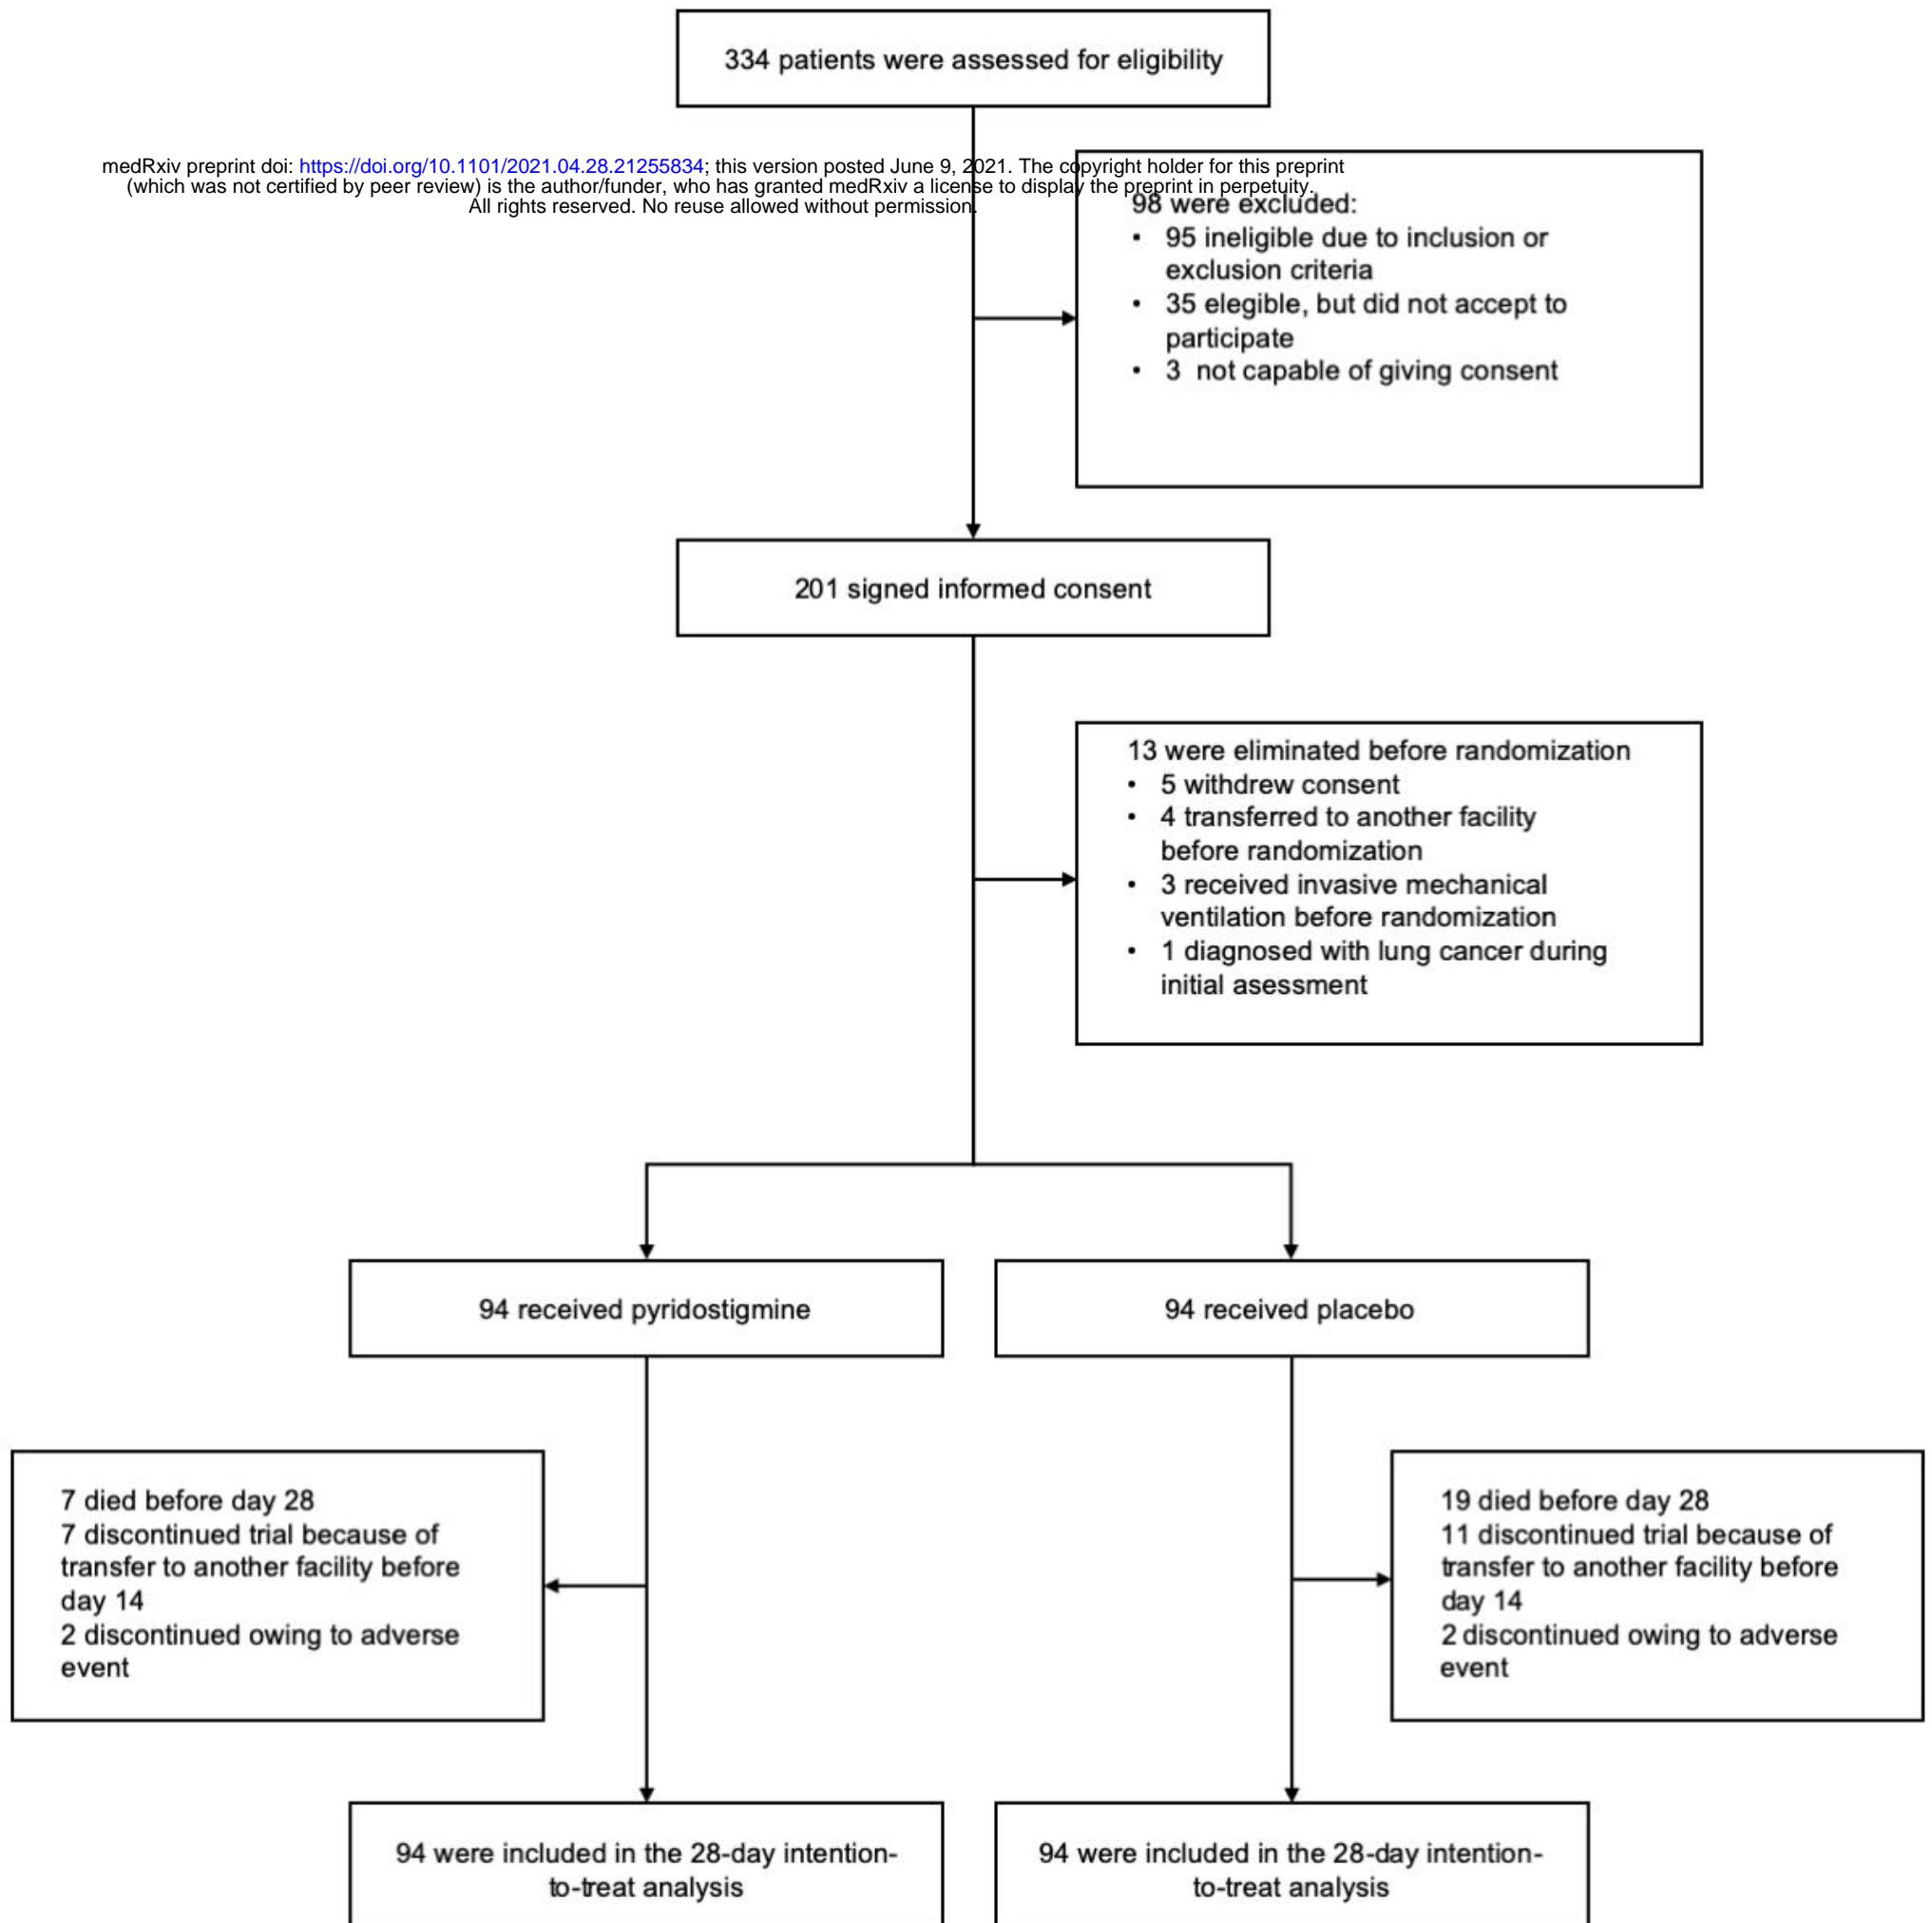 334 patients were assessed for eligibility
medRxiv preprint doi: https://doi.org/10.1101/2021.04.28.21255834; this version posted June 9, 2021. The copyright holder for this preprint
(which was not certified by peer review) is the author/funder, who has granted medRxiv a license to display the preprint in perpetuity.
All rights reserved. No reuse allowed without permission.
98 were excluded:
• 95 ineligible due to inclusion or
exclusion criteria
• 35 elegible, but did not accept to
participate
• 3 not capable of giving consent
201 signed informed consent
13 were eliminated before randomization
• 5 withdrew consent
• 4 transferred to another facility
before randomization
• 3 received invasive mechanical
ventilation before randomization
• 1 diagnosed with lung cancer during
initial asessment
94 received pyridostigmine
94 received placebo
7 died before day 28
7 discontinued trial because of
transfer to another facility before
day 14
2 discontinued owing to adverse
event
19 died before day 28
11 discontinued trial because of
transfer to another facility before
day 14
2 discontinued owing to adverse
event
94 were included in the 28-day intention-
to-treat analysis
94 were included in the 28-day intention-
to-treat analysis